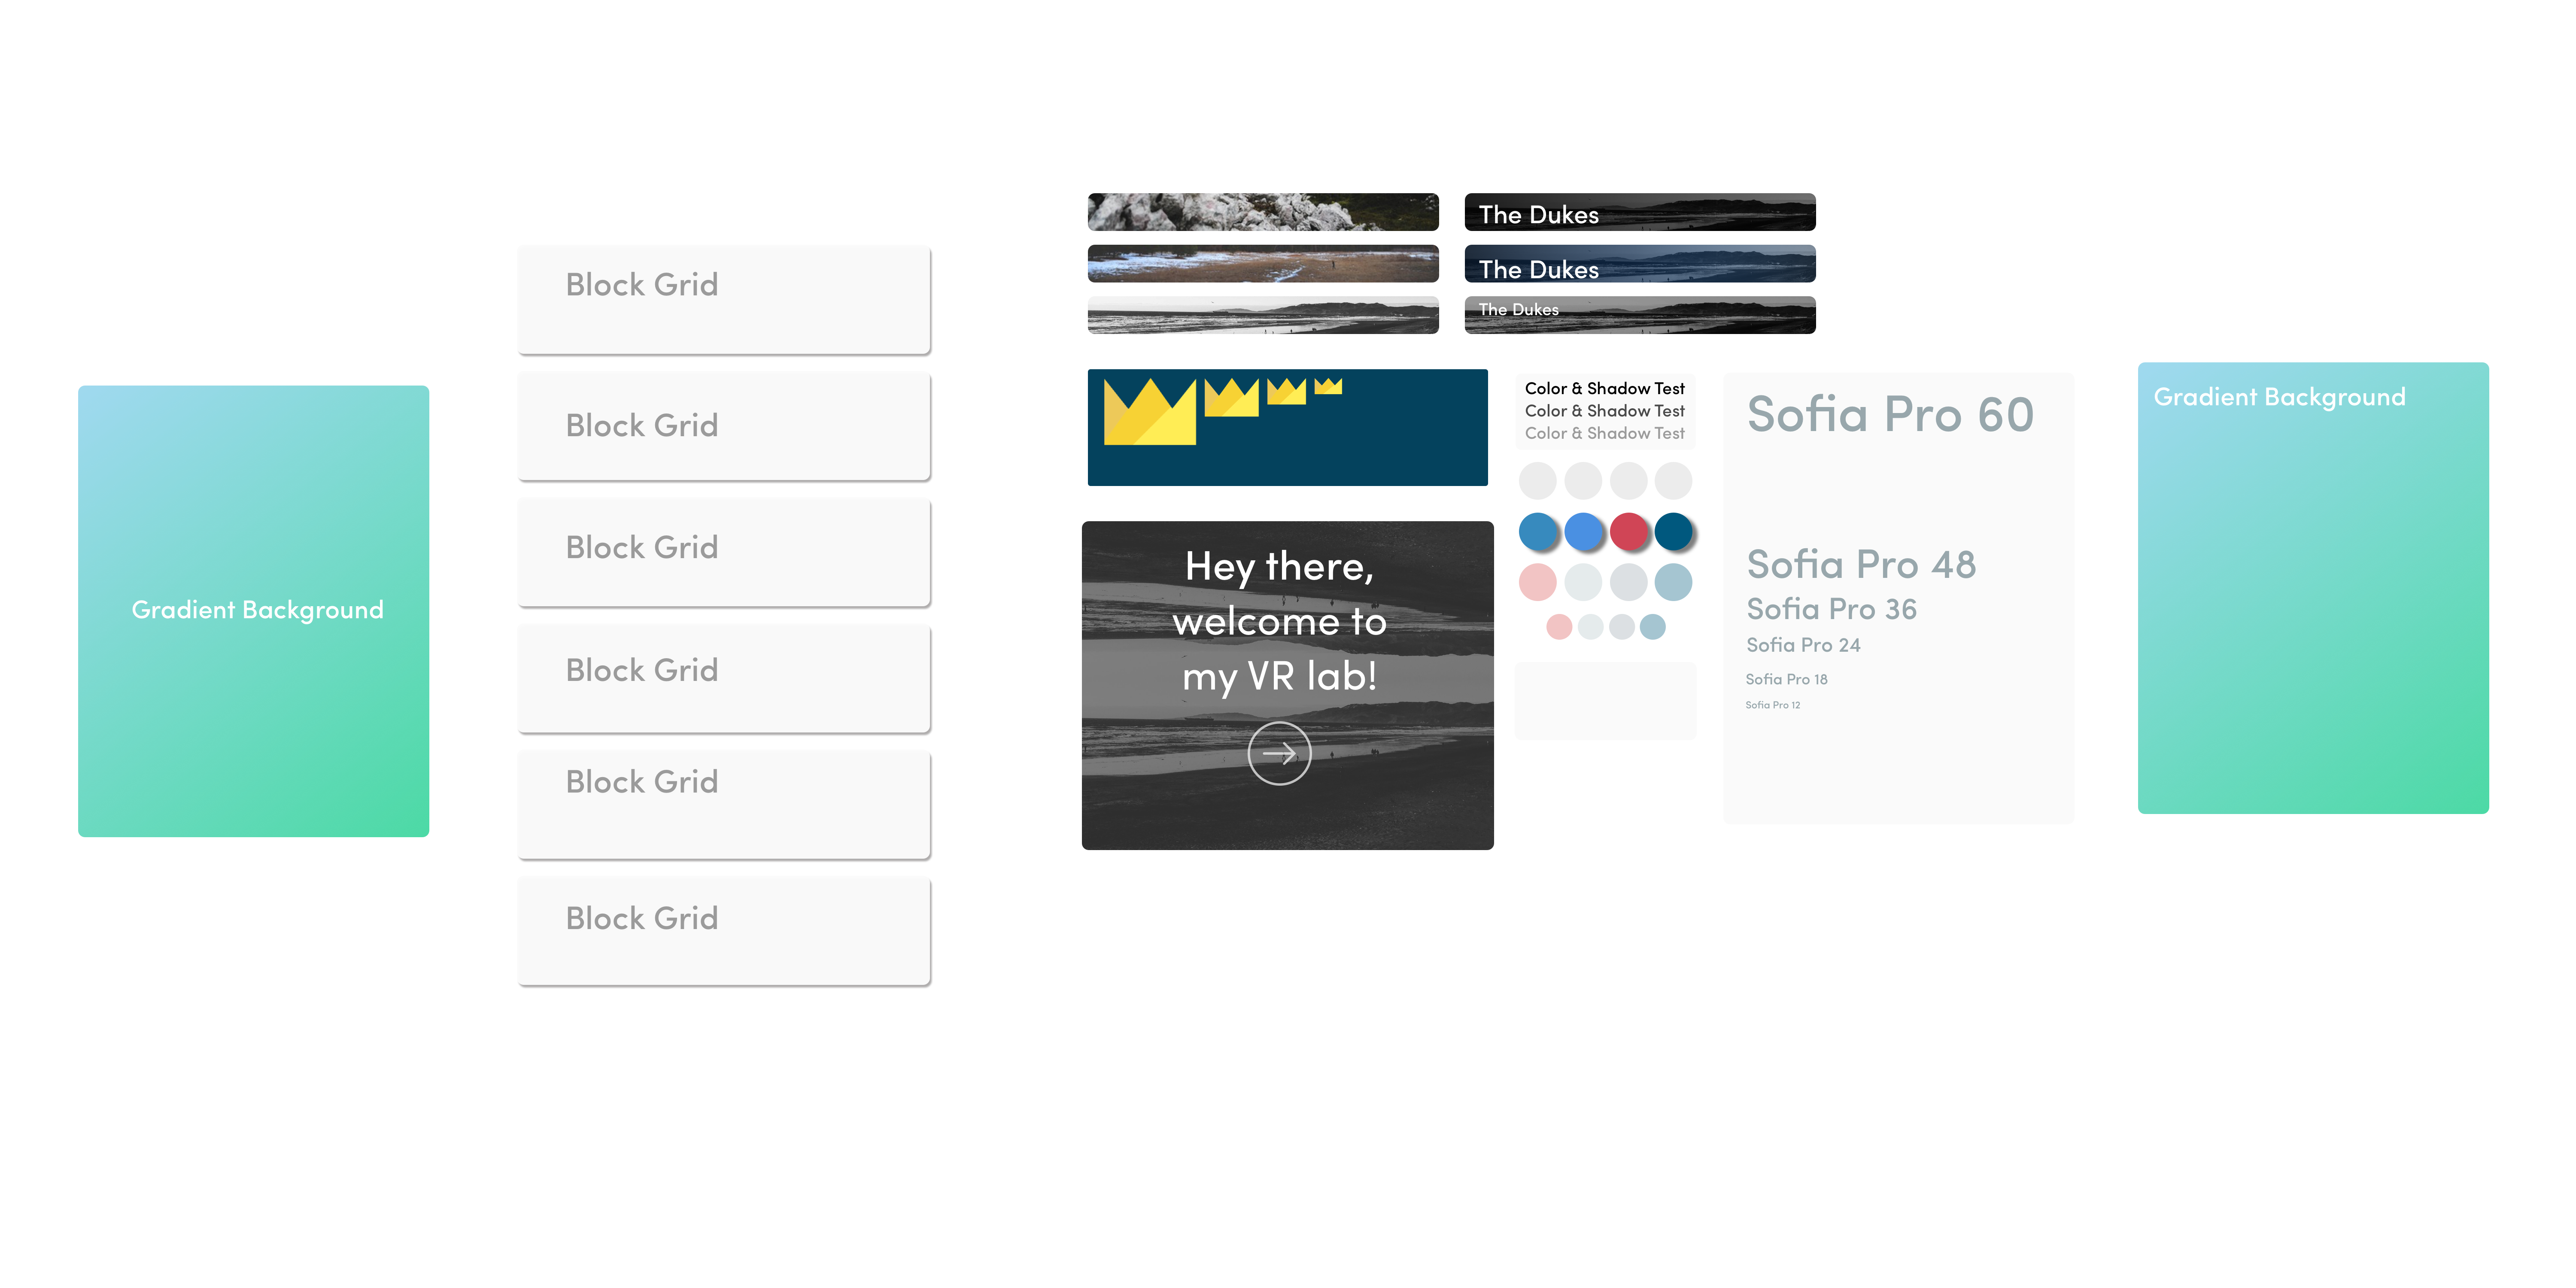 Gradient Background
Block Grid
Block Grid
Block Grid
Block Grid
Block Grid
Block Grid
The Dukes
The Dukes
The Dukes
Hey there,
welcome to
my VR lab!
Color & Shadow Test
Color & Shadow Test
Color & Shadow Test
Sofia Pro 60
Sofia Pro 48
Sofia Pro 36
Sofia Pro 24
Sofia Pro 18
Sofia Pro 12
Gradient Background